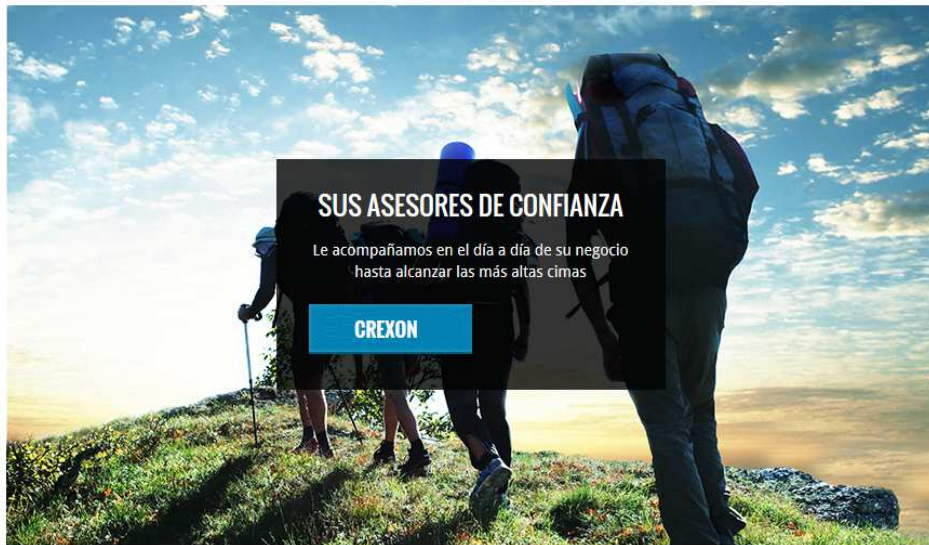 SUS ASESORES DE CONFIANZA
Le acompañamos en el día a día de su negocio
hasta alcanzar las más altas cimas
CREXON